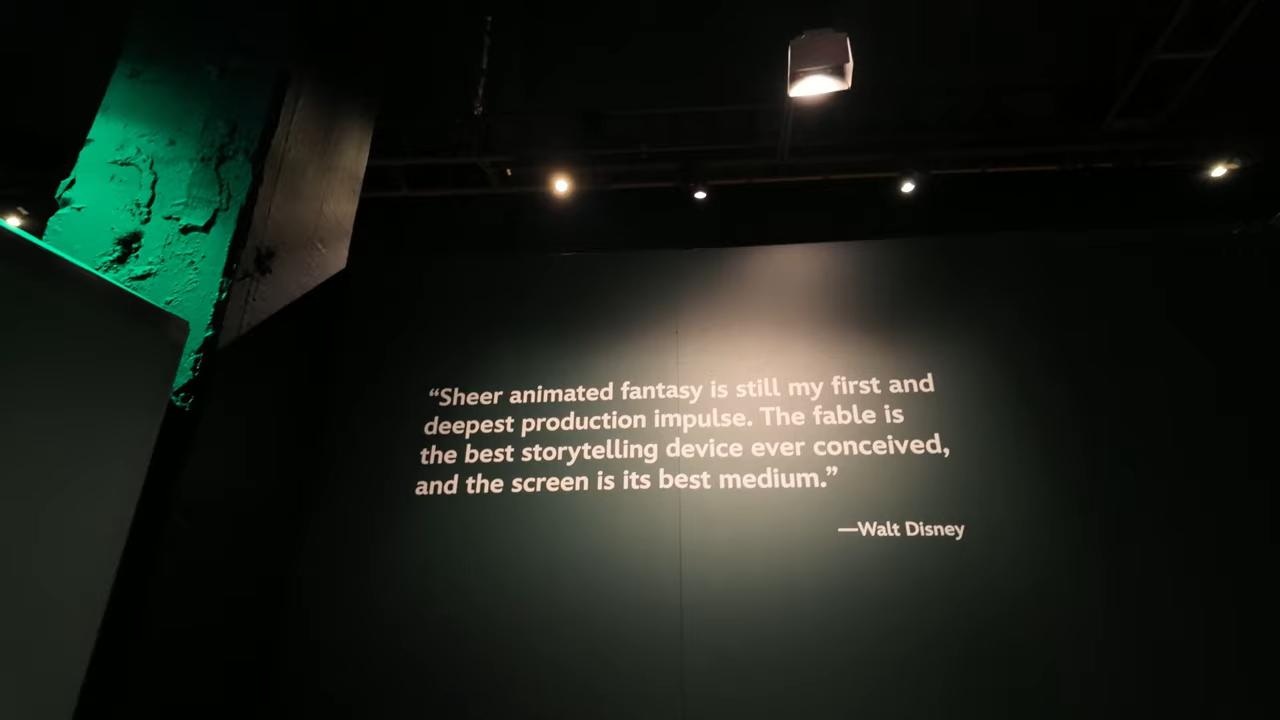 “Sheer animated fantasy is still my first and
deepest production impulse. The fable is
the best storytelling device ever conceived,
and the screen is its best medium.”
—Walt Disney